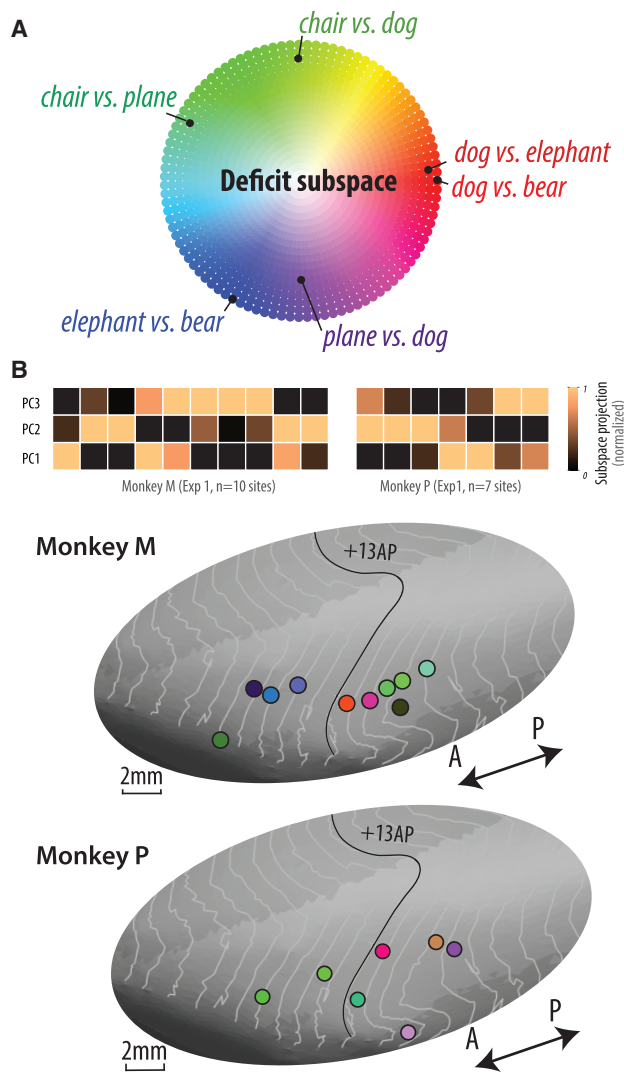 A
chair vs. dog
chair vs. plane
dog vs. elephant
Deficit subspace
dog vs. bear
elephant vs. bear
plane vs. dog
B
PC3
PC2
PC1
1
0
Subspace projection
(normalized)
Monkey M (Exp 1, n=10 sites)
Monkey P (Exp1, n=7 sites)
Monkey M
+13AP
P
A
2mm
Monkey P
+13AP
P
A
2mm